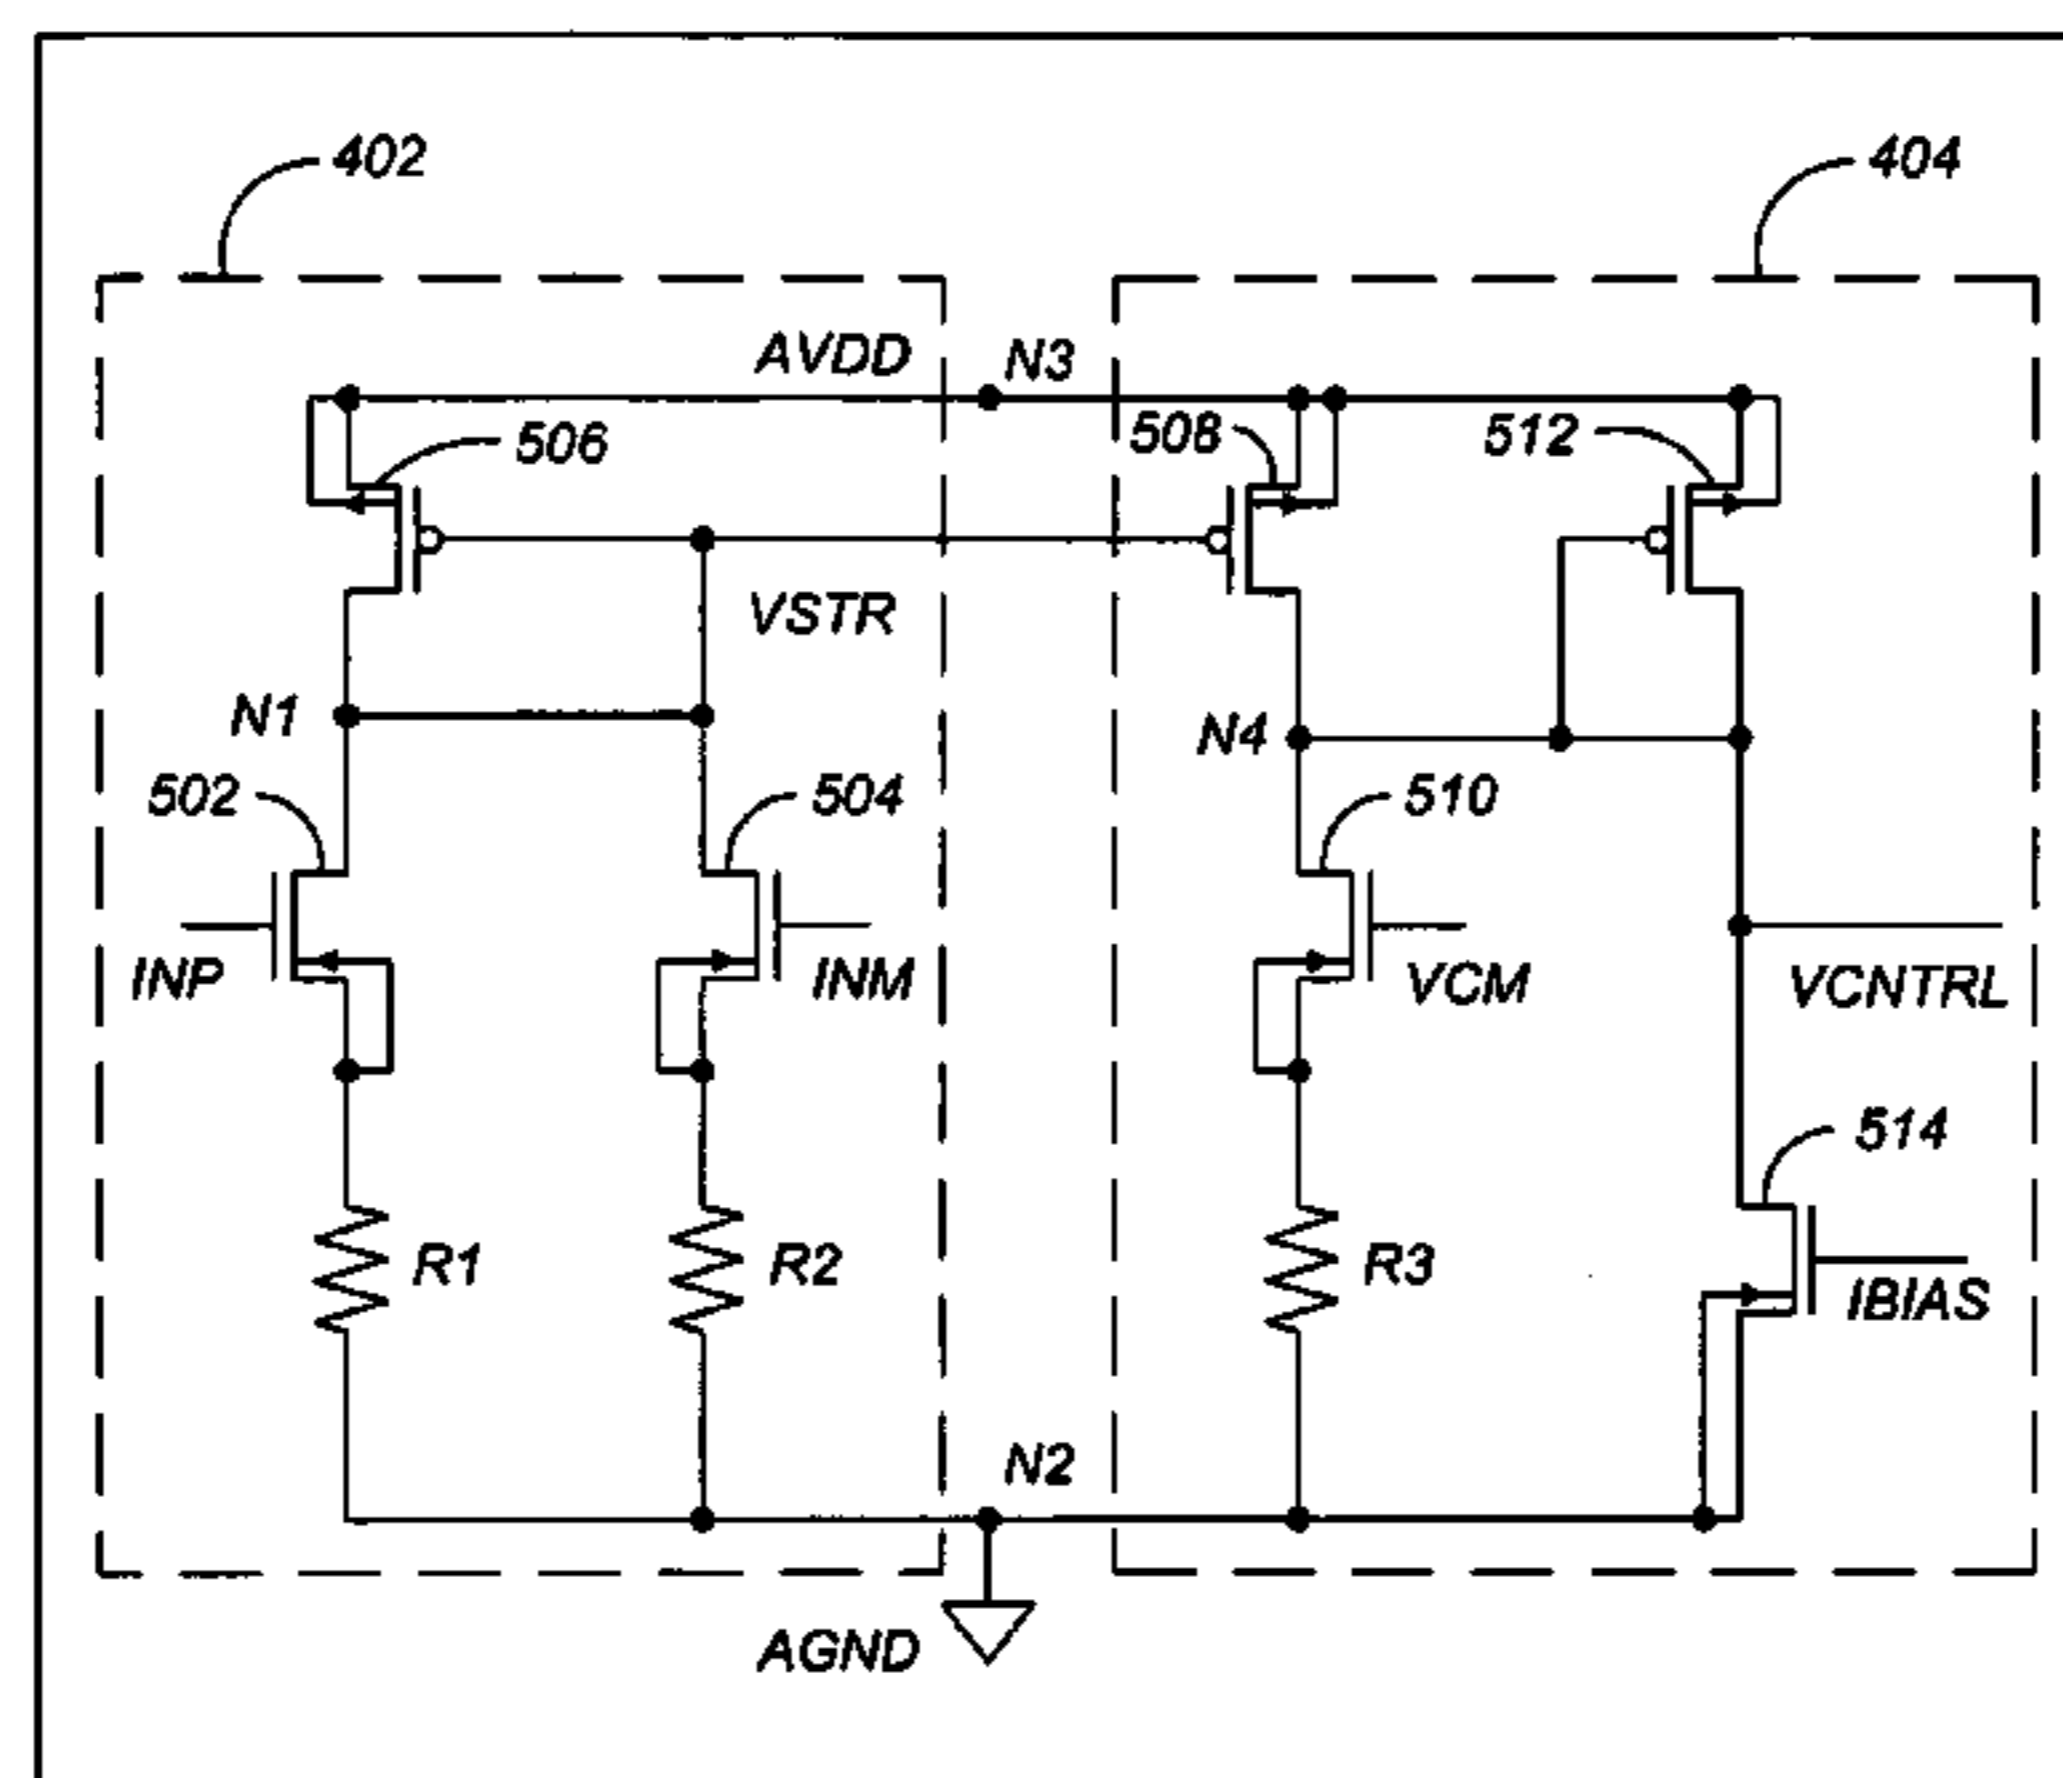 402
404
AVDD
N3
506
508
512
VSTR
N1
N4
502
504
510
INP
INM
VCM
VCNTRL
514
R1
R2
R3
IBIAS
N2
AGND